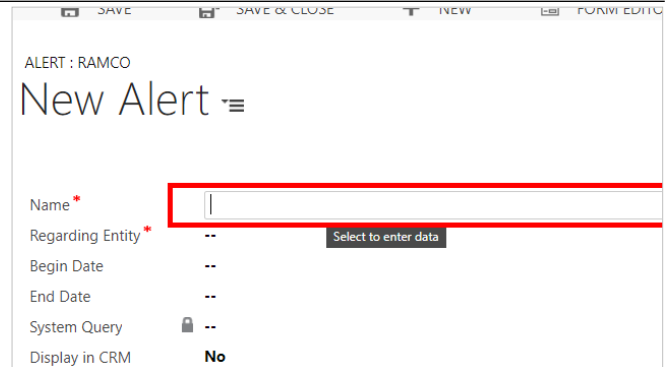 SAVE SAVE & CLOSE NEW FORM EDITO
ALERT : RAMCO
New Alert
Name *
Regarding Entity * --
Select to enter data
Begin Date --
End Date --
System Query --
Display in CRM No